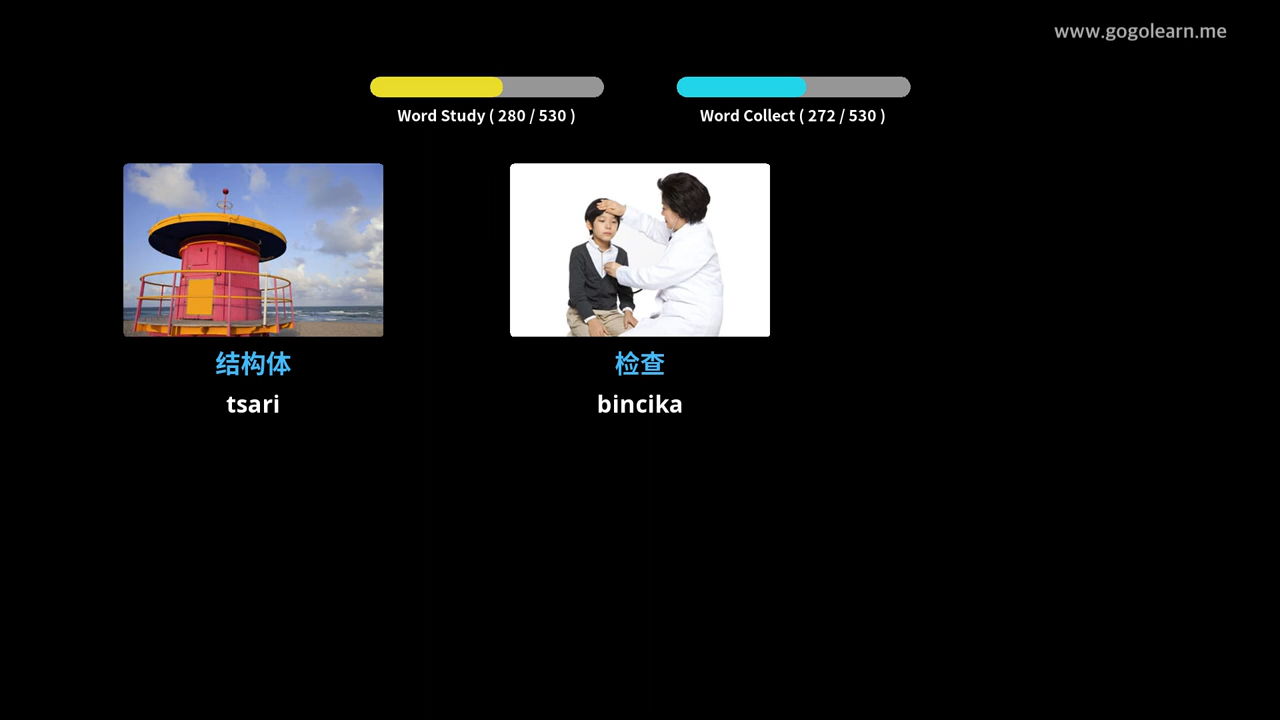 www.gogolearn.me
Word Study ( 280 / 530 )
Word Collect ( 272 / 530 )
结构体
tsari
检查
bincika